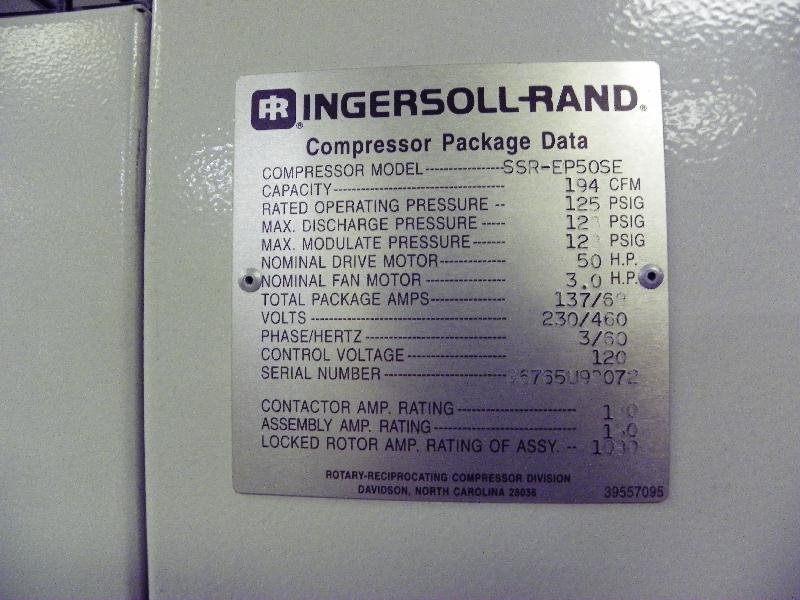 IR INGERSOLL-RAND®
Compressor Package Data
COMPRESSOR MODEL ---------------- SSR-EP50SE
CAPACITY -------------------------------- 194 CFM
RATED OPERATING PRESSURE -- 125 PSIG
MAX. DISCHARGE PRESSURE ----- PSIG
MAX. MODULATE PRESSURE ------ PSIG
NOMINAL DRIVE MOTOR ------------ 50 H.P.
NOMINAL FAN MOTOR --------------- 3.0 H.P.
TOTAL PACKAGE AMPS --------------
VOLTS ------------------------------------ 230/460
PHASE/HERTZ -------------------------- 3/60
CONTROL VOLTAGE ------------------ 120
SERIAL NUMBER ----------------------
CONTACTOR AMP. RATING ----------------------
ASSEMBLY AMP. RATING --------------------------
LOCKED ROTOR AMP. RATING OF ASSY. --
ROTARY-RECIPROCATING COMPRESSOR DIVISION
DAVIDSON, NORTH CAROLINA 28036 39557095